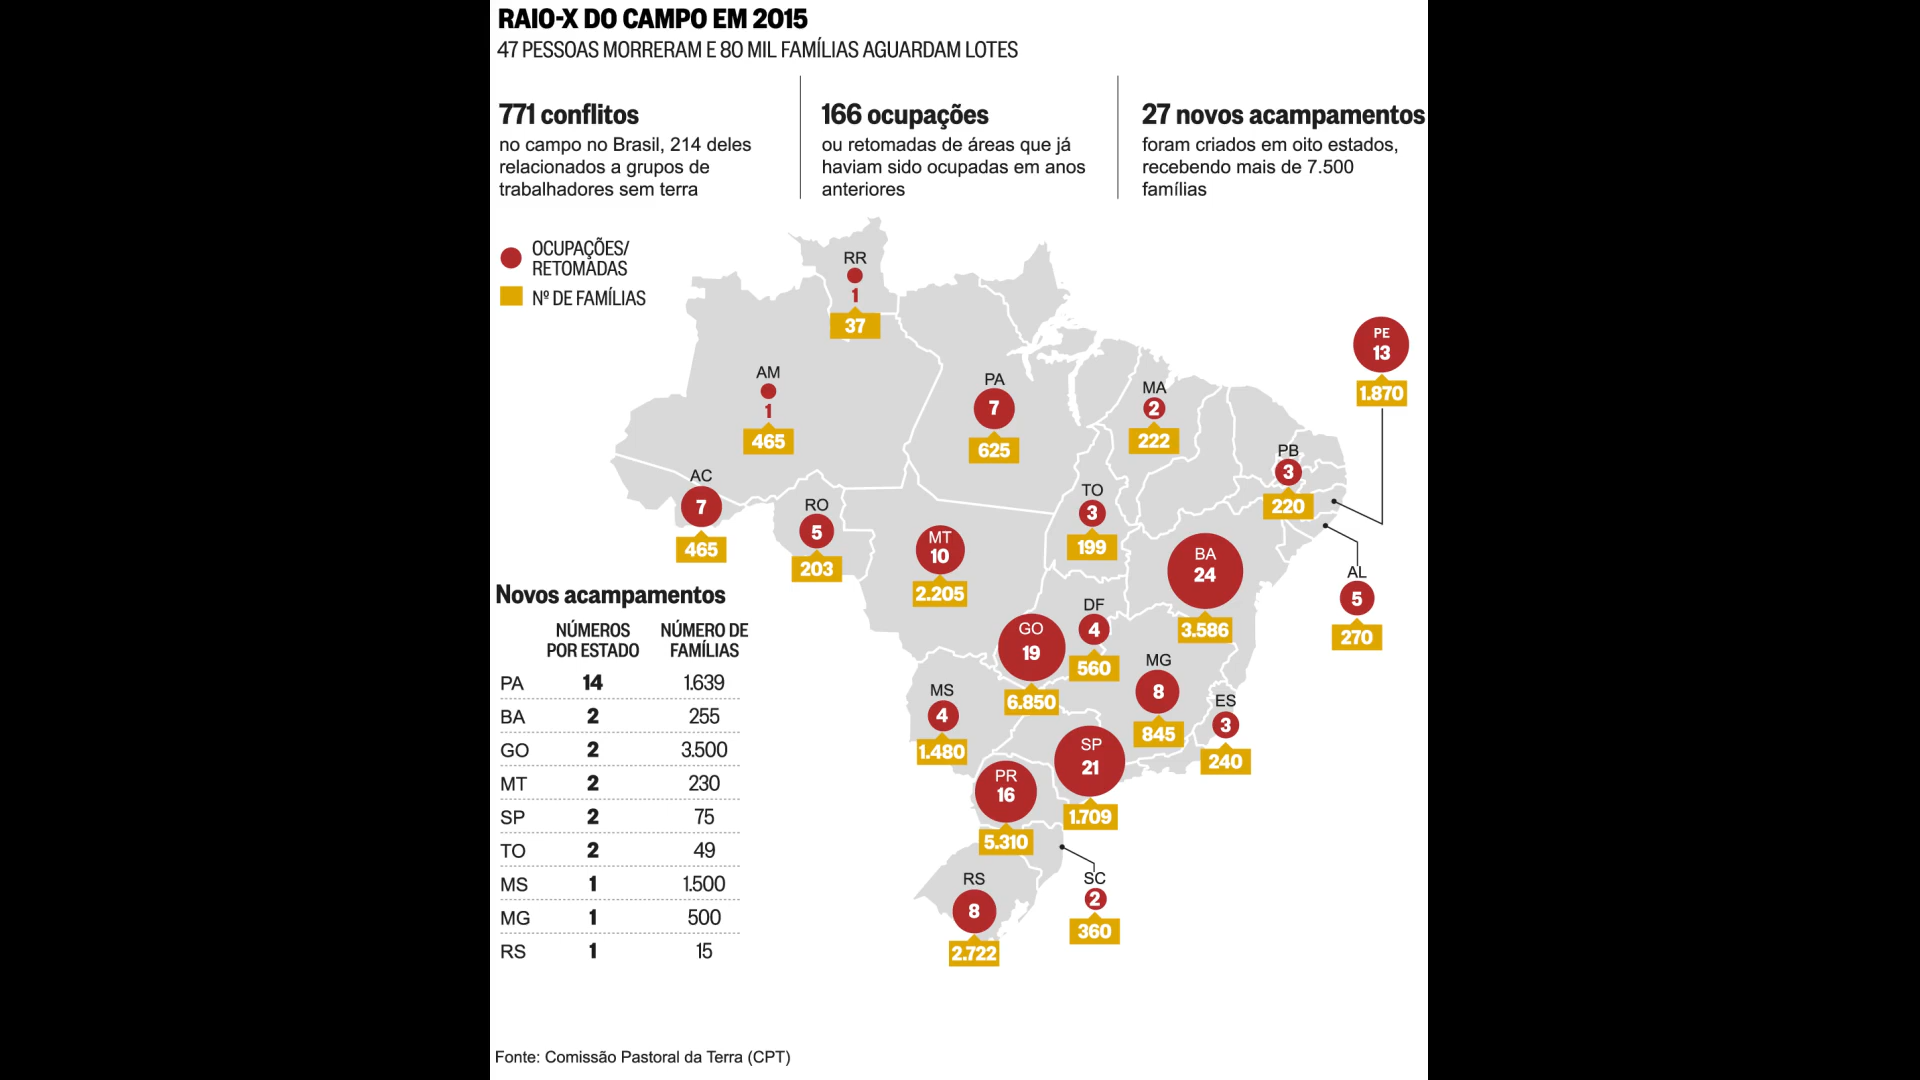 RAIO-X DO CAMPO EM 2015
47 PESSOAS MORRERAM E 80 MIL FAMÍLIAS AGUARDAM LOTES
771 conflitos
no campo no Brasil, 214 deles
relacionados a grupos de
trabalhadores sem terra
166 ocupações
ou retomadas de áreas que já
haviam sido ocupadas em anos
anteriores
27 novos acampamentos
foram criados em oito estados,
recebendo mais de 7.500
famílias
OCUPAÇÕES/
RETOMADAS
Nº DE FAMÍLIAS
RR
1
37
AM
1
465
PA
7
625
MA
2
222
PE
13
1.870
PB
3
220
AC
7
465
RO
5
203
TO
3
199
MT
10
2.205
BA
24
3.586
AL
5
270
DF
4
560
GO
19
6.850
MG
8
845
MS
4
1.480
ES
3
240
SP
21
1.709
PR
16
5.310
SC
2
360
RS
8
2.722
Novos acampamentos
NÚMEROS
POR ESTADO
NÚMERO DE
FAMÍLIAS
PA 14 1.639
BA 2 255
GO 2 3.500
MT 2 230
SP 2 75
TO 2 49
MS 1 1.500
MG 1 500
RS 1 15
Fonte: Comissão Pastoral da Terra (CPT)